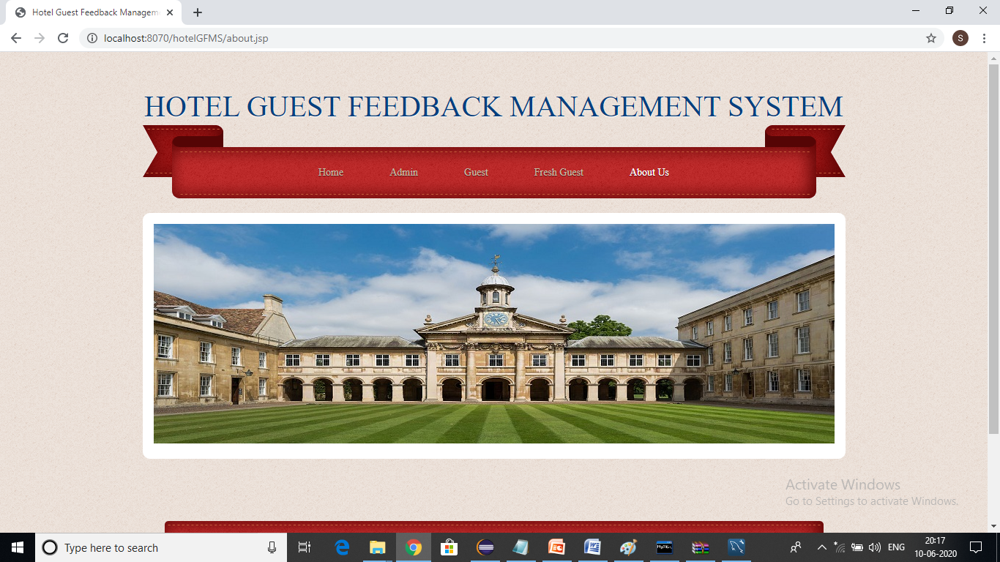 Hotel Guest Feedback Managem
localhost:8070/hotelGFMS/about.jsp
S
HOTEL GUEST FEEDBACK MANAGEMENT SYSTEM
Home Admin Guest Fresh Guest About Us
Activate Windows
Go to Settings to activate Windows.
Type here to search
MySQL
ENG
20:17
10-06-2020